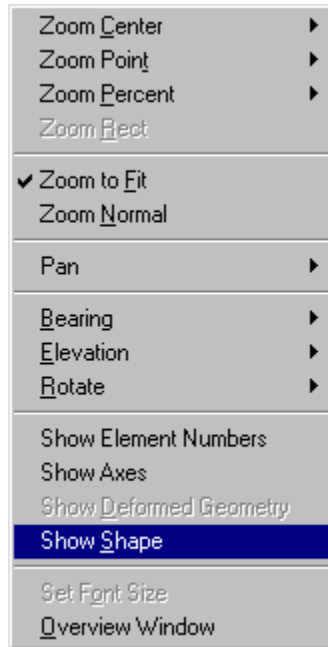 Zoom Center
Zoom Point
Zoom Percent
Zoom Rect
Zoom to Fit
Zoom Normal
Pan
Bearing
Elevation
Rotate
Show Element Numbers
Show Axes
Show Deformed Geometry
Show Shape
Set Font Size
Overview Window